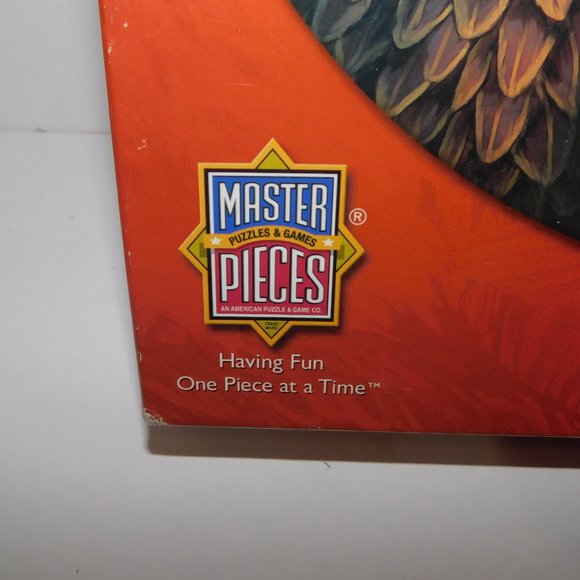 MASTER
PUZZLES & GAMES
PIECES
AN AMERICAN PUZZLE & GAME CO.
TRADE
MARK
®
Having Fun
One Piece at a Time™